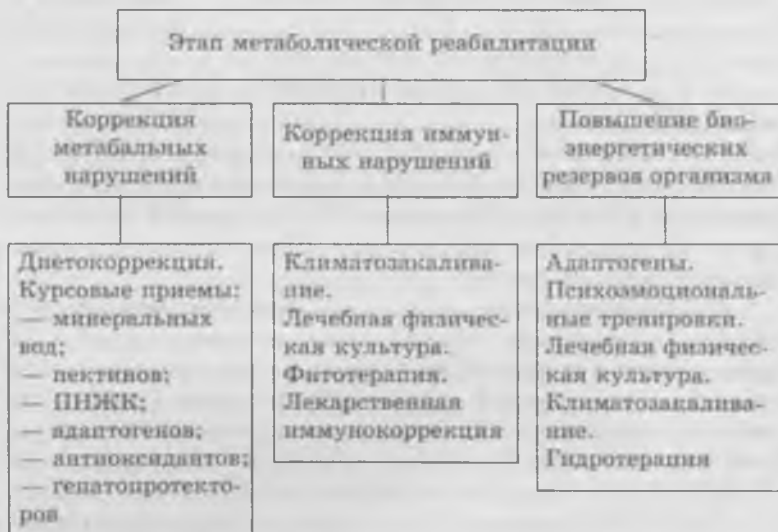 Этап метаболической реабилитации
Коррекция
метабальных
нарушений
Коррекция иммун-
ных нарушений
Повышение био-
энергетических
резервов организма
Диетокоррекция.
Курсовые приемы:
— минеральных
вод;
— пектинов;
— ПНЖК;
— адаптогенов;
— антиоксидантов;
— гепатопротекто-
ров
Климатозакалива-
ние.
Лечебная физичес-
кая культура.
Фитотерапия.
Лекарственная
иммунокоррекция
Адаптогены.
Психоэмоциональ-
ные тренировки.
Лечебная физичес-
кая культура.
Климатозакалива-
ние.
Гидротерапия